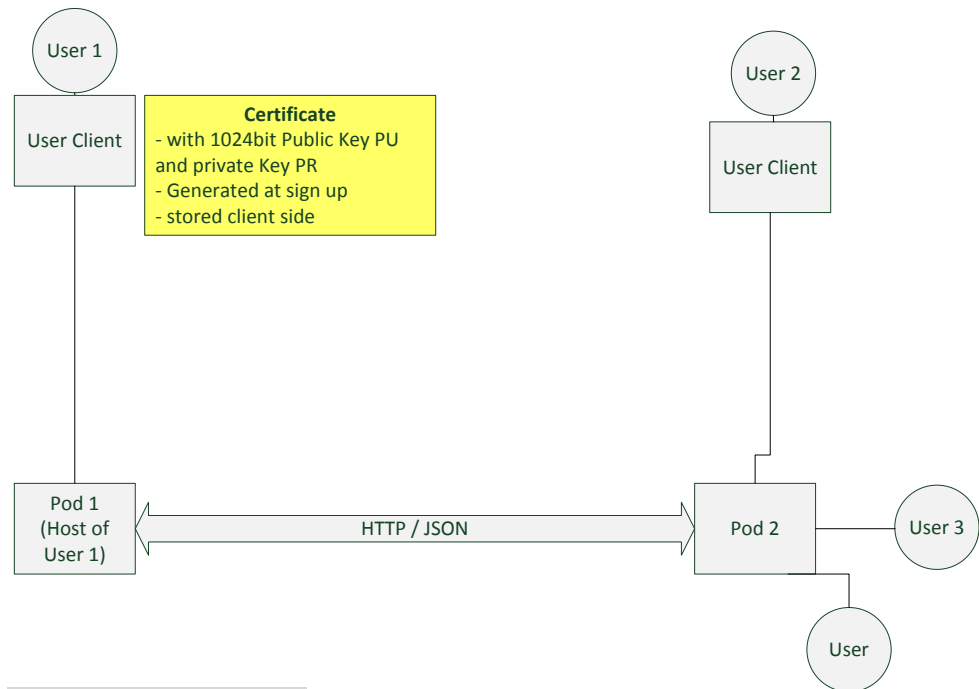 User 1
User Client
Certificate
- with 1024bit Public Key PU
and private Key PR
- Generated at sign up
- stored client side
User 2
User Client
Pod 1
(Host of
User 1)
HTTP / JSON
Pod 2
User 3
User